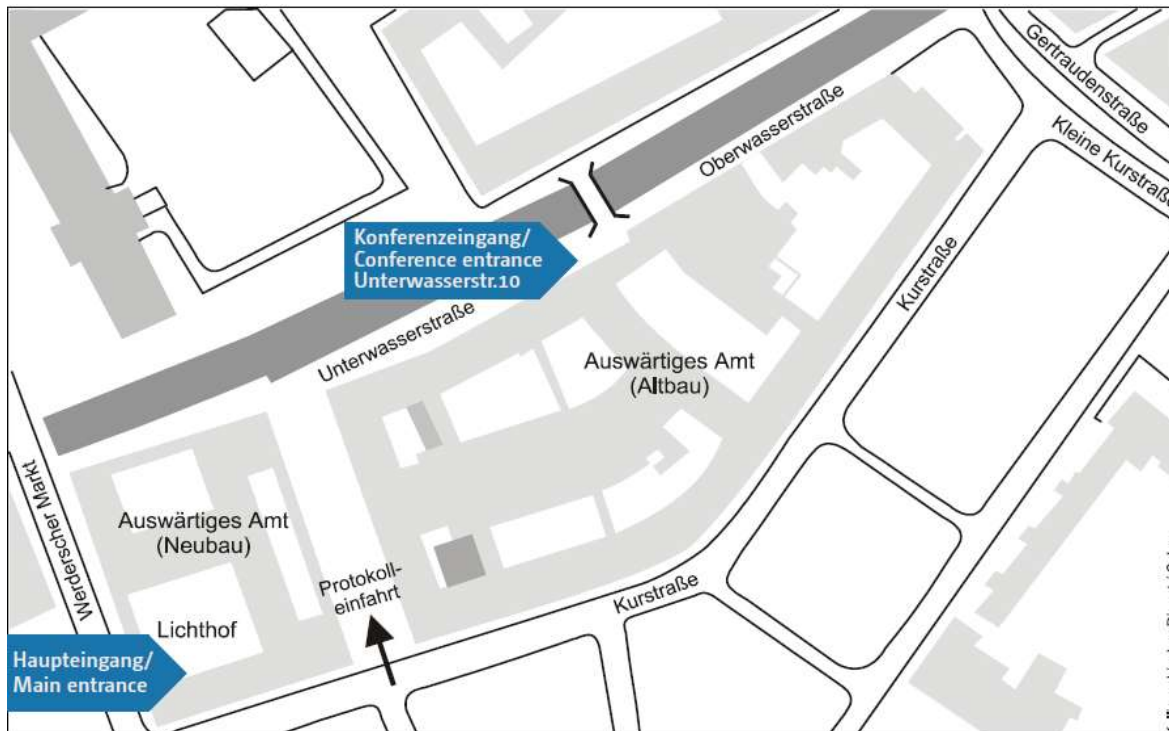 Gertraudenstraße
Kleine Kurstraße
Oberwasserstraße
Konferenzeingang/
Conference entrance
Unterwasserstr.10
Kurstraße
Unterwasserstraße
Auswärtiges Amt
(Altbau)
Werderscher Markt
Auswärtiges Amt
(Neubau)
Protokoll-
einfahrt
Kurstraße
Lichthof
Haupteingang/
Main entrance